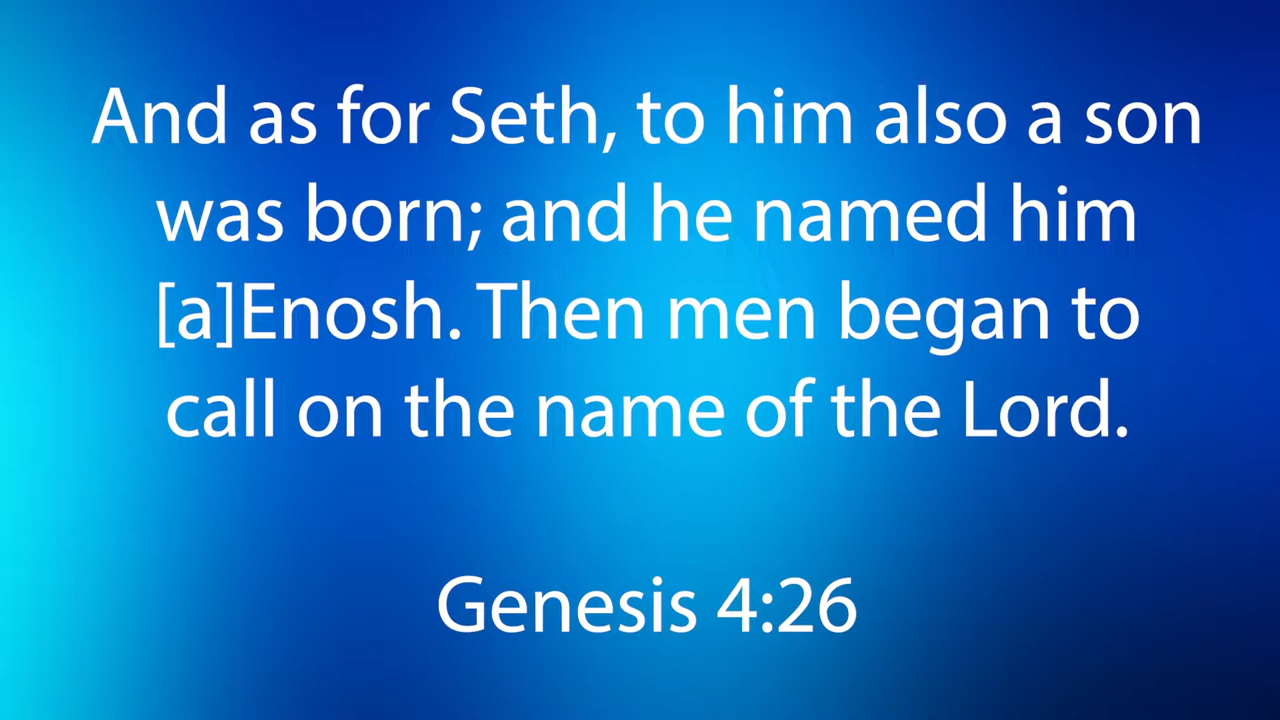 And as for Seth, to him also a son
was born; and he named him
[a]Enosh. Then men began to
call on the name of the Lord.
Genesis 4:26